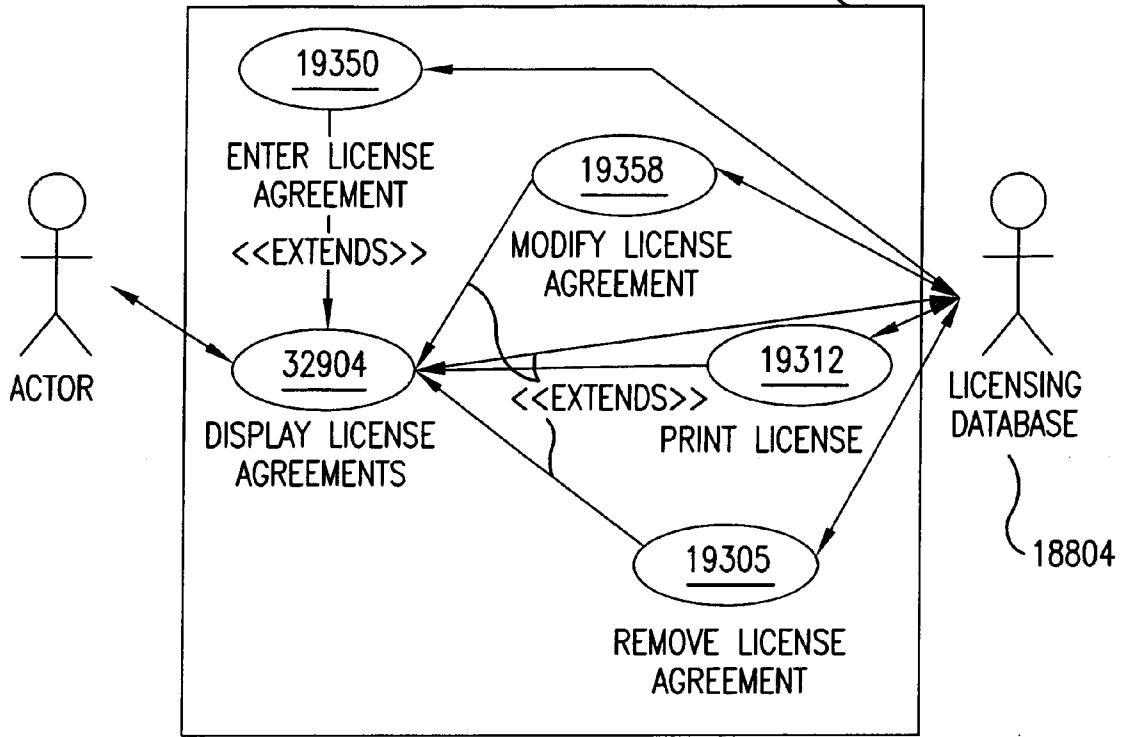 19350
ENTER LICENSE
AGREEMENT
<<EXTENDS>>
19358
MODIFY LICENSE
AGREEMENT
ACTOR
32904
DISPLAY LICENSE
AGREEMENTS
<<EXTENDS>>
19312
PRINT LICENSE
LICENSING
DATABASE
18804
19305
REMOVE LICENSE
AGREEMENT